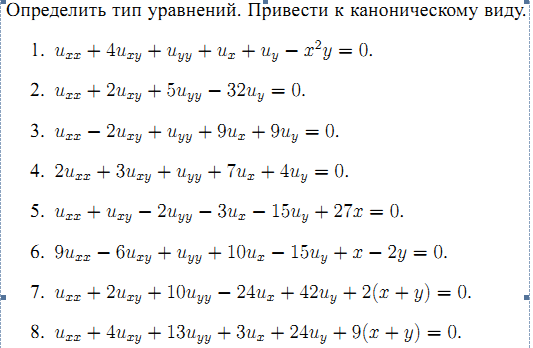 Определить тип уравнений. Привести к каноническому виду.
1. u_{xx} + 4u_{xy} + u_{yy} + u_x + u_y − x²y = 0.
2. u_{xx} + 2u_{xy} + 5u_{yy} − 32u_y = 0.
3. u_{xx} − 2u_{xy} + u_{yy} + 9u_x + 9u_y = 0.
4. 2u_{xx} + 3u_{xy} + u_{yy} + 7u_x + 4u_y = 0.
5. u_{xx} + u_{xy} − 2u_{yy} − 3u_x − 15u_y + 27x = 0.
6. 9u_{xx} − 6u_{xy} + u_{yy} + 10u_x − 15u_y + x − 2y = 0.
7. u_{xx} + 2u_{xy} + 10u_{yy} − 24u_x + 42u_y + 2(x + y) = 0.
8. u_{xx} + 4u_{xy} + 13u_{yy} + 3u_x + 24u_y + 9(x + y) = 0.